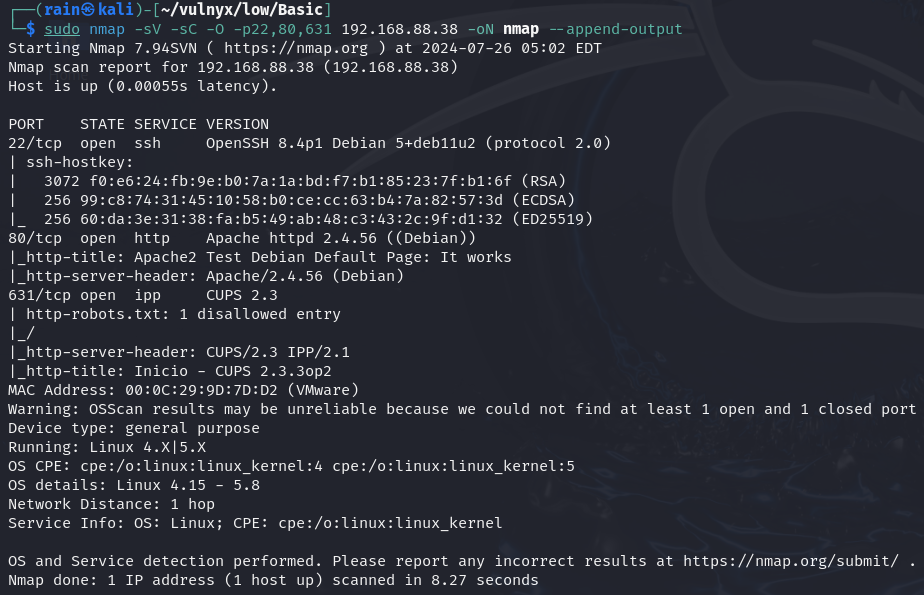 ┌──(rain㉿kali)-[~/vulnyx/low/Basic]
└─$ sudo nmap -sV -sC -O -p22,80,631 192.168.88.38 -oN nmap --append-output
Starting Nmap 7.94SVN ( https://nmap.org ) at 2024-07-26 05:02 EDT
Nmap scan report for 192.168.88.38 (192.168.88.38)
Host is up (0.00055s latency).

PORT    STATE SERVICE VERSION
22/tcp  open  ssh     OpenSSH 8.4p1 Debian 5+deb11u2 (protocol 2.0)
| ssh-hostkey:
|   3072 f0:e6:24:fb:9e:b0:7a:1a:bd:f7:b1:85:23:7f:b1:6f (RSA)
|   256 99:c8:74:31:45:10:58:b0:ce:cc:63:b4:7a:82:57:3d (ECDSA)
|_  256 60:da:3e:31:38:fa:b5:49:ab:48:c3:43:2c:9f:d1:32 (ED25519)
80/tcp  open  http    Apache httpd 2.4.56 ((Debian))
|_http-title: Apache2 Test Debian Default Page: It works
|_http-server-header: Apache/2.4.56 (Debian)
631/tcp open  ipp     CUPS 2.3
| http-robots.txt: 1 disallowed entry
|_/
|_http-server-header: CUPS/2.3 IPP/2.1
|_http-title: Inicio - CUPS 2.3.3op2
MAC Address: 00:0C:29:9D:7D:D2 (VMware)
Warning: OSScan results may be unreliable because we could not find at least 1 open and 1 closed port
Device type: general purpose
Running: Linux 4.X|5.X
OS CPE: cpe:/o:linux:linux_kernel:4 cpe:/o:linux:linux_kernel:5
OS details: Linux 4.15 - 5.8
Network Distance: 1 hop
Service Info: OS: Linux; CPE: cpe:/o:linux:linux_kernel

OS and Service detection performed. Please report any incorrect results at https://nmap.org/submit/ .
Nmap done: 1 IP address (1 host up) scanned in 8.27 seconds